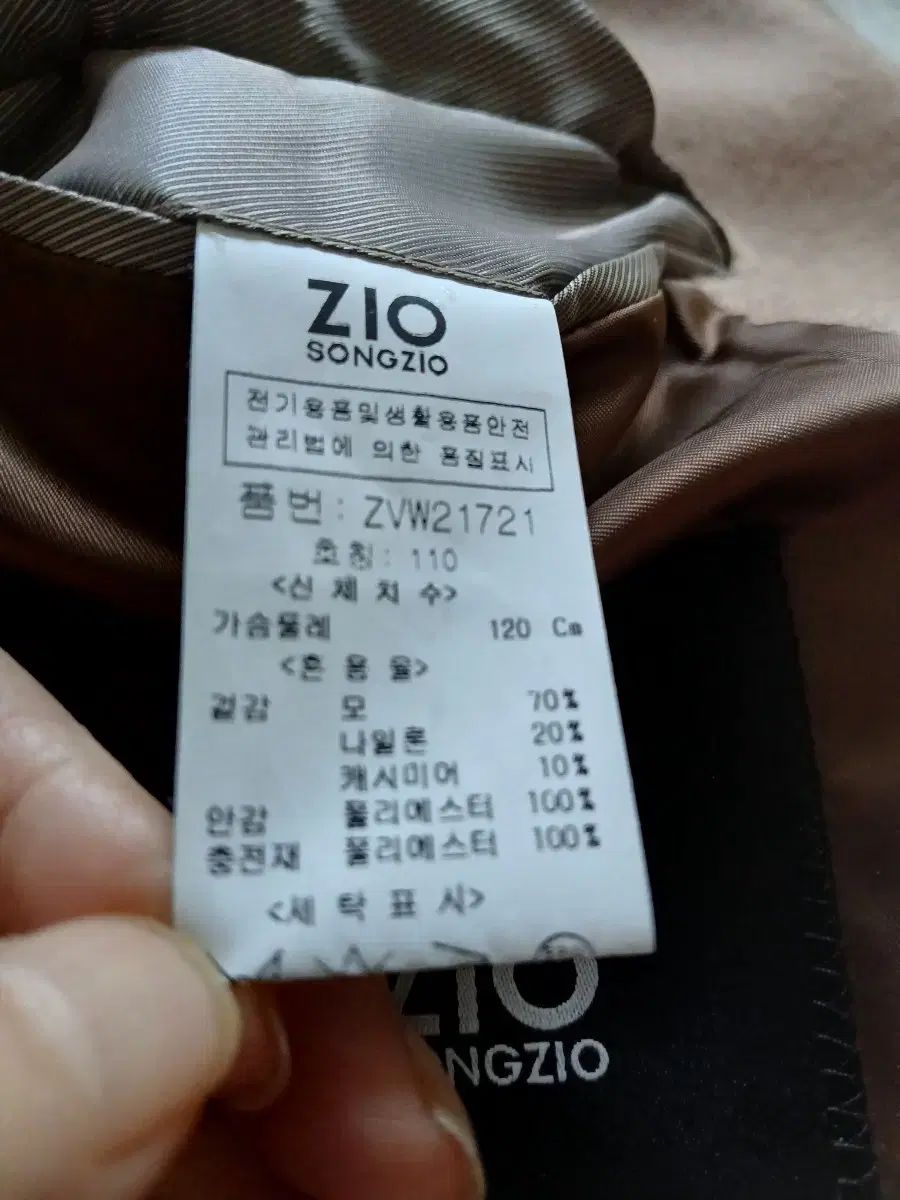 ZIO
SONGZIO
전기용품및생활용품안전
관리법에 의한 품질표시
품번: ZVW21721
호칭: 110
<신체치수>
가슴둘레 120 Cm
<혼용율>
겉감 모 70%
나일론 20%
캐시미어 10%
안감 폴리에스터 100%
충전재 폴리에스터 100%
<세탁표시>
ZIO
SONGZIO